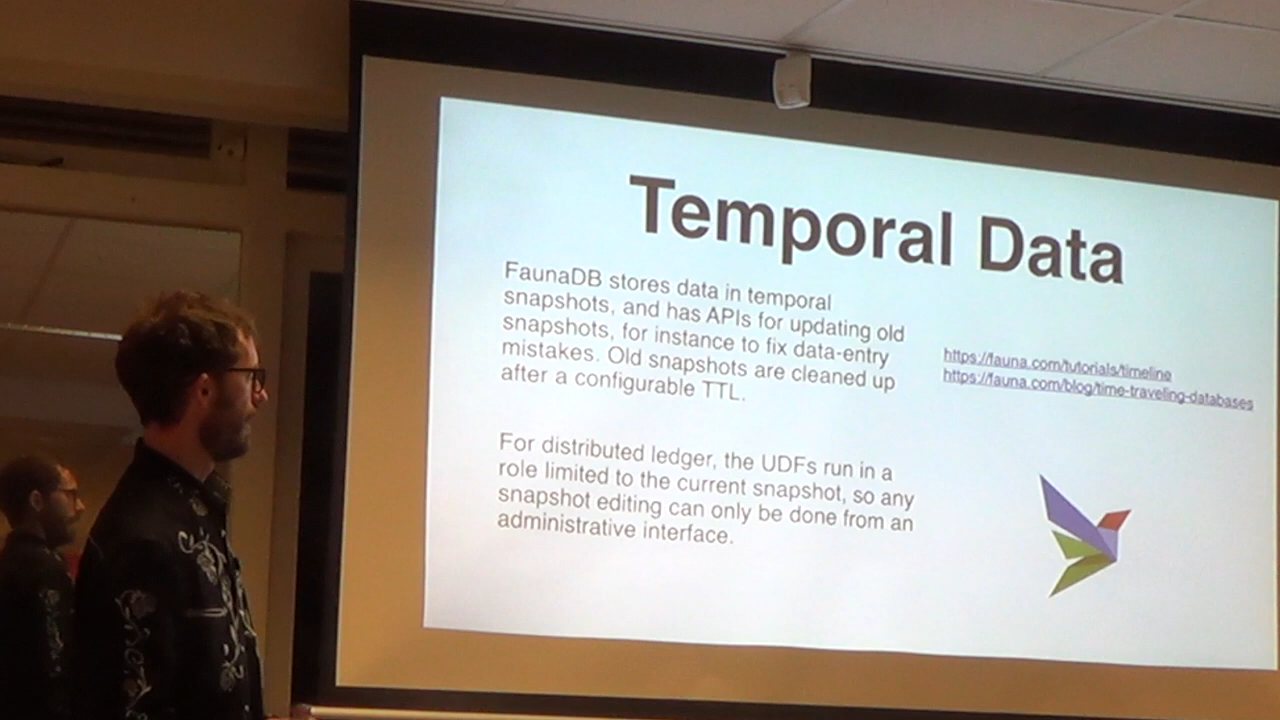 Temporal Data
FaunaDB stores data in temporal
snapshots, and has APIs for updating old
snapshots, for instance to fix data-entry
mistakes. Old snapshots are cleaned up
after a configurable TTL.
https://fauna.com/tutorials/timeline
https://fauna.com/blog/time-traveling-databases
For distributed ledger, the UDFs run in a
role limited to the current snapshot, so any
snapshot editing can only be done from an
administrative interface.